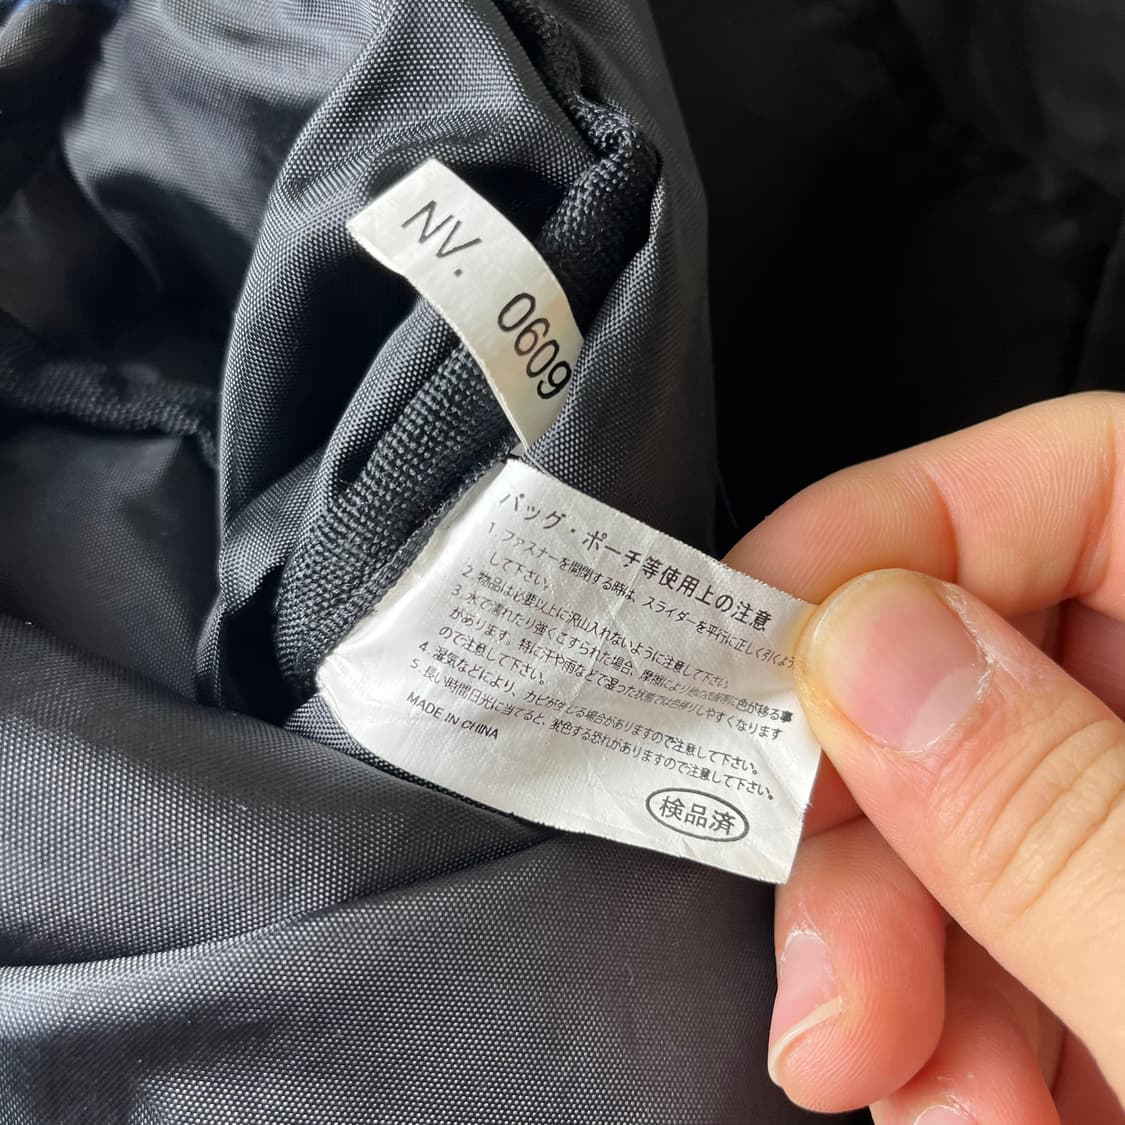 NV. 0609
バッグ・ポーチ等使用上の注意
1. ファスナーを開閉する時は、スライダーを平行に正しく引くよう
して下さい。
2. 物品は必要以上に沢山入れないように注意して下さい
3. 水で濡れたり強くこすられた場合、摩擦により他の衣類等に色が移る事
があります。特に汗や雨などで湿った状態では色移りしやすくなります
ので注意して下さい。
4. 湿気などにより、カビが生じる場合がありますので注意して下さい。
5. 長い時間日光に当てると、変色する恐れがありますので注意して下さい。
MADE IN CHINA
検品済